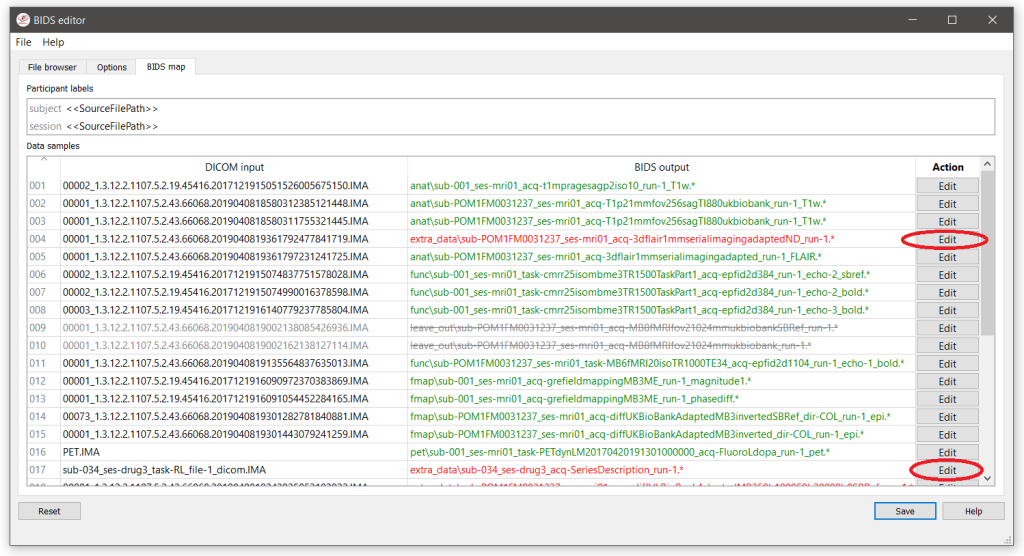 BIDS editor
File Help
File browser Options BIDS map
Participant labels
subject <<SourceFilePath>>
session <<SourceFilePath>>
Data samples
DICOM input BIDS output Action
001 00002_1.3.12.2.1107.5.2.19.45416.2017121915051526005675150.IMA anat\sub-001_ses-mri01_acq-t1mpragesagp2iso10_run-1_T1w.* Edit
002 00001_1.3.12.2.1107.5.2.43.66068.2019040818580312385121448.IMA anat\sub-POM1FM0031237_ses-mri01_acq-T1p21mmfov256sagTI880ukbiobank_run-1_T1w.* Edit
003 00001_1.3.12.2.1107.5.2.43.66068.2019040818580311755321445.IMA anat\sub-POM1FM0031237_ses-mri01_acq-T1p21mmfov256sagTI880ukbiobank_run-1_T1w.* Edit
004 00001_1.3.12.2.1107.5.2.43.66068.2019040819361792477841719.IMA extra_data\sub-POM1FM0031237_ses-mri01_acq-3dflair1mmserialimagingadaptedND_run-1.* Edit
005 00001_1.3.12.2.1107.5.2.43.66068.2019040819361797231241725.IMA anat\sub-POM1FM0031237_ses-mri01_acq-3dflair1mmserialimagingadapted_run-1_FLAIR.* Edit
006 00002_1.3.12.2.1107.5.2.19.45416.2017121915074837751578028.IMA func\sub-001_ses-mri01_task-cmrr25isombme3TR1500TaskPart1_acq-epfid2d384_run-1_echo-2_sbref.* Edit
007 00002_1.3.12.2.1107.5.2.19.45416.2017121915074990016378598.IMA func\sub-001_ses-mri01_task-cmrr25isombme3TR1500TaskPart1_acq-epfid2d384_run-1_echo-2_bold.* Edit
008 00003_1.3.12.2.1107.5.2.19.45416.2017121916140779237785804.IMA func\sub-001_ses-mri01_task-cmrr25isombme3TR1500TaskPart1_acq-epfid2d384_run-1_echo-3_bold.* Edit
009 00001_1.3.12.2.1107.5.2.43.66068.2019040819002138085426936.IMA leave_out\sub-POM1FM0031237_ses-mri01_acq-MB8fMRIfov21024mmukbiobankSBRef_run-1.* Edit
010 00001_1.3.12.2.1107.5.2.43.66068.2019040819002162138127114.IMA leave_out\sub-POM1FM0031237_ses-mri01_acq-MB8fMRIfov21024mmukbiobank_run-1.* Edit
011 00001_1.3.12.2.1107.5.2.43.66068.2019040819135564837635013.IMA func\sub-POM1FM0031237_ses-mri01_task-MB6fMRI20isoTR1000TE34_acq-epfid2d1104_run-1_echo-1_bold.* Edit
012 00001_1.3.12.2.1107.5.2.19.45416.2017121916090972370383869.IMA fmap\sub-001_ses-mri01_acq-grefieldmappingMB3ME_run-1_magnitude1.* Edit
013 00001_1.3.12.2.1107.5.2.19.45416.2017121916091054452284165.IMA fmap\sub-001_ses-mri01_acq-grefieldmappingMB3ME_run-1_phasediff.* Edit
014 00073_1.3.12.2.1107.5.2.43.66068.2019040819301282781840881.IMA fmap\sub-POM1FM0031237_ses-mri01_acq-diffUKBioBankAdaptedMB3invertedSBRef_dir-COL_run-1_epi.* Edit
015 00001_1.3.12.2.1107.5.2.43.66068.2019040819301443079241259.IMA fmap\sub-POM1FM0031237_ses-mri01_acq-diffUKBioBankAdaptedMB3inverted_dir-COL_run-1_epi.* Edit
016 PET.IMA pet\sub-001_ses-mri01_task-PETdynLM20170420191301000000_acq-FluoroLdopa_run-1_pet.* Edit
017 sub-034_ses-drug3_task-RL_file-1_dicom.IMA extra_data\sub-034_ses-drug3_acq-SeriesDescription_run-1.* Edit
Reset Save Help